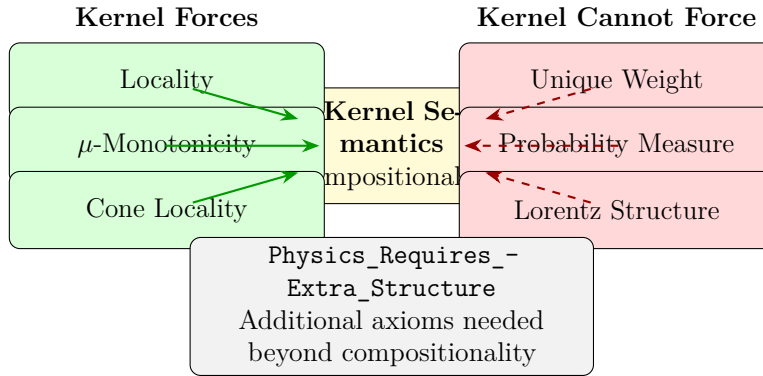 Kernel Forces
Kernel Cannot Force
Locality
μ-Monotonicity
Cone Locality
Kernel Se-
mantics
mpositional
Unique Weight
Probability Measure
Lorentz Structure
Physics_Requires_-
Extra_Structure
Additional axioms needed
beyond compositionality